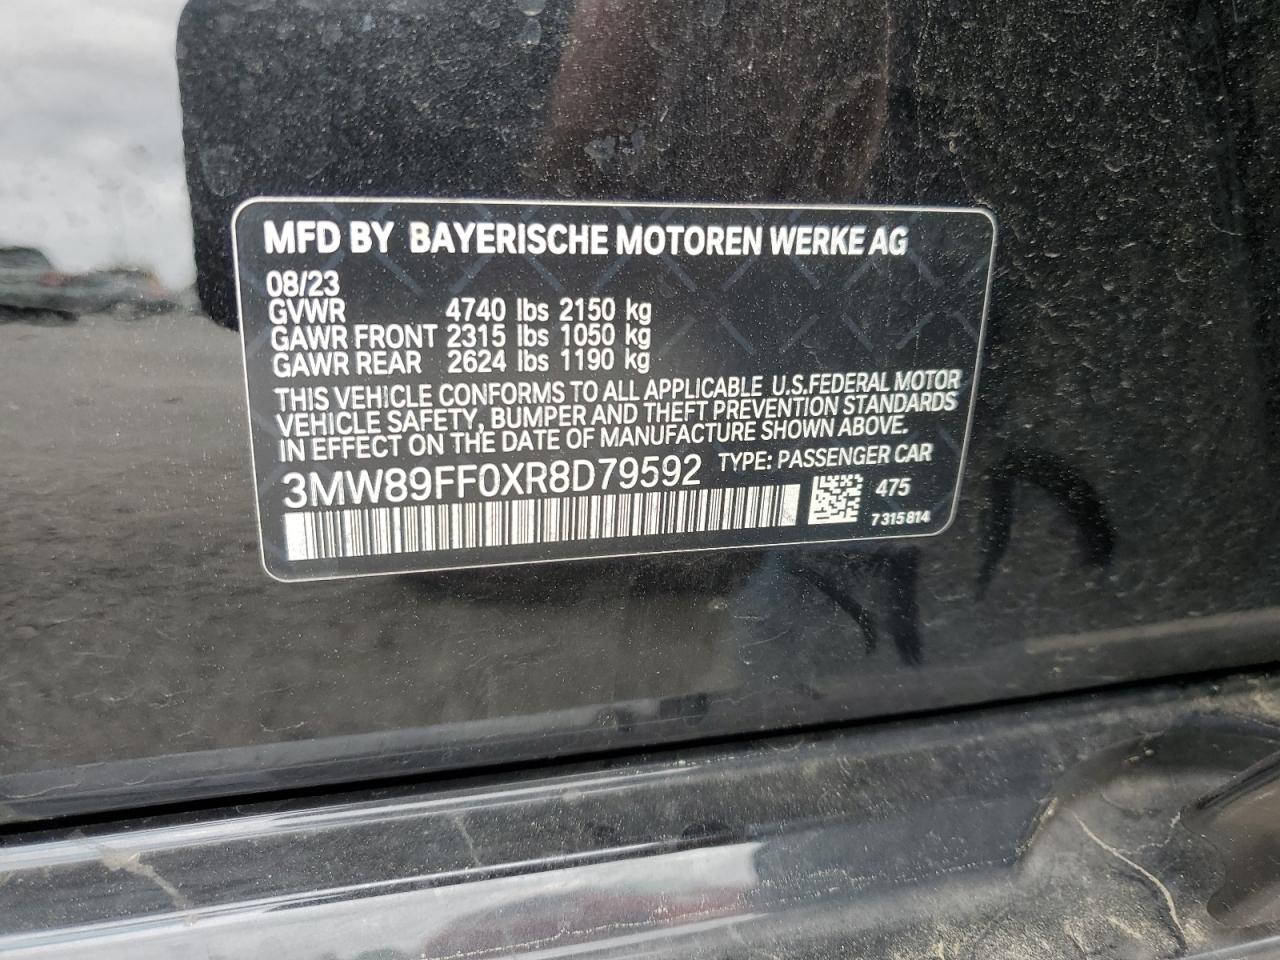 MFD BY BAYERISCHE MOTOREN WERKE AG
08/23
GVWR 4740 lbs 2150 kg
GAWR FRONT 2315 lbs 1050 kg
GAWR REAR 2624 lbs 1190 kg
THIS VEHICLE CONFORMS TO ALL APPLICABLE U.S.FEDERAL MOTOR
VEHICLE SAFETY, BUMPER AND THEFT PREVENTION STANDARDS
IN EFFECT ON THE DATE OF MANUFACTURE SHOWN ABOVE.
3MW89FF0XR8D79592 TYPE: PASSENGER CAR
475
7315814